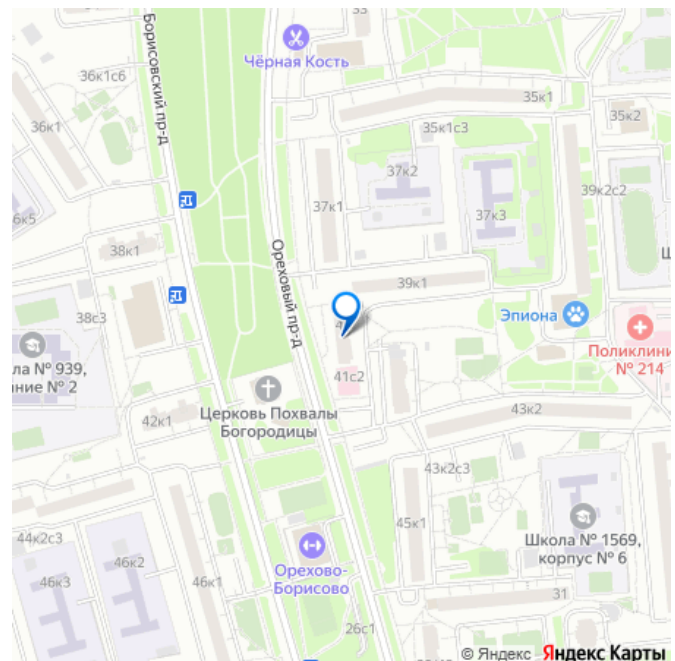 33
Чёрная Кость
Борисовский пр-д
36к1с6
35к1
35к2
36к1
35к1с3
37к2
39к2с2
37к1
37к3
6к5
38к1
Ореховый пр-д
39к1
38с3
Эпиона
Поликлини
№ 214
ла № 939,
ание № 2
41с2
Церковь Похвалы
Богородицы
42к1
43к2
43к2с3
45к1
Школа № 1569,
корпус № 6
44к2с3
46к2
46к3
46к1
Орехово-
Борисово
31
26с1
© Яндекс Яндекс Карты